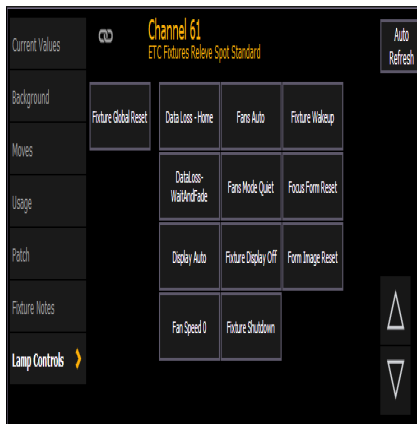 Current Values
Background
Moves
Usage
Patch
Fixture Notes
Lamp Controls
Channel 61
ETC Fixtures Releve Spot Standard
Auto
Refresh
Fixture Global Reset
Data Loss - Home
Fans Auto
Fixture Wakeup
DataLoss-
WaitAndFade
Fans Mode Quiet
Focus Form Reset
Display Auto
Fixture Display Off
Form Image Reset
Fan Speed 0
Fixture Shutdown